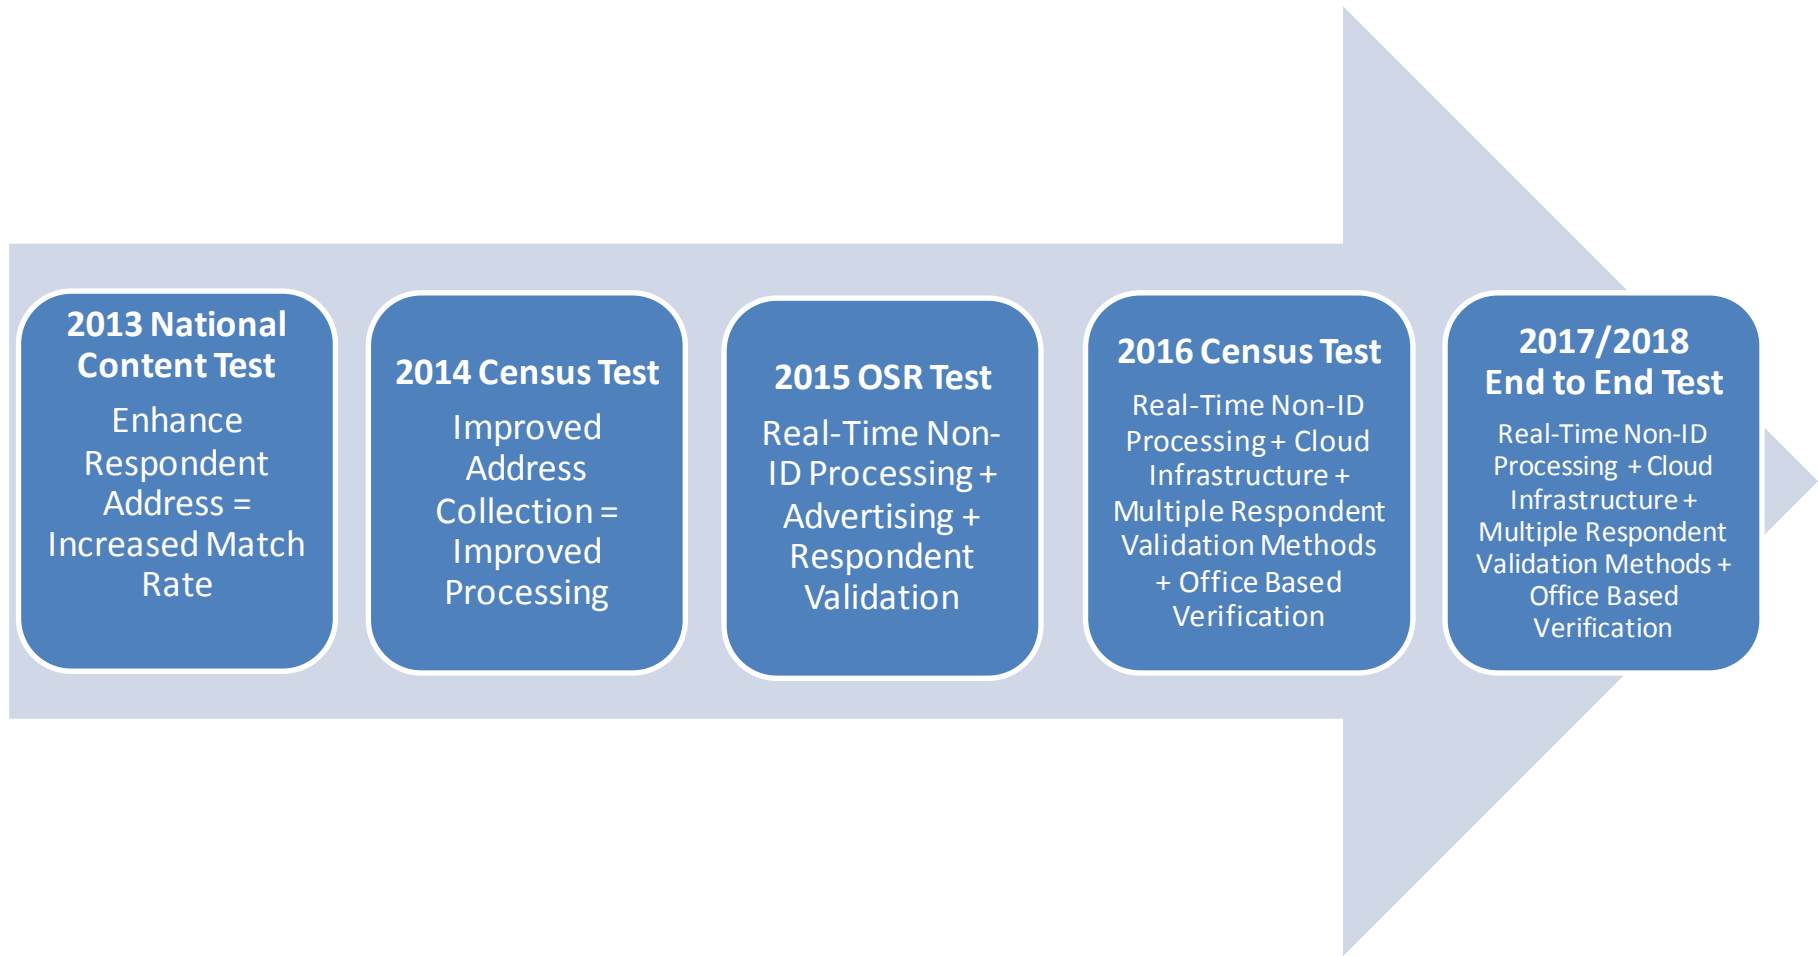 2013 National
Content Test
Enhance
Respondent
Address =
Increased Match
Rate
2014 Census Test
Improved
Address
Collection =
Improved
Processing
2015 OSR Test
Real-Time Non-
ID Processing +
Advertising +
Respondent
Validation
2016 Census Test
Real-Time Non-ID
Processing + Cloud
Infrastructure +
Multiple Respondent
Validation Methods
+ Office Based
Verification
2017/2018
End to End Test
Real-Time Non-ID
Processing + Cloud
Infrastructure +
Multiple Respondent
Validation Methods +
Office Based
Verification